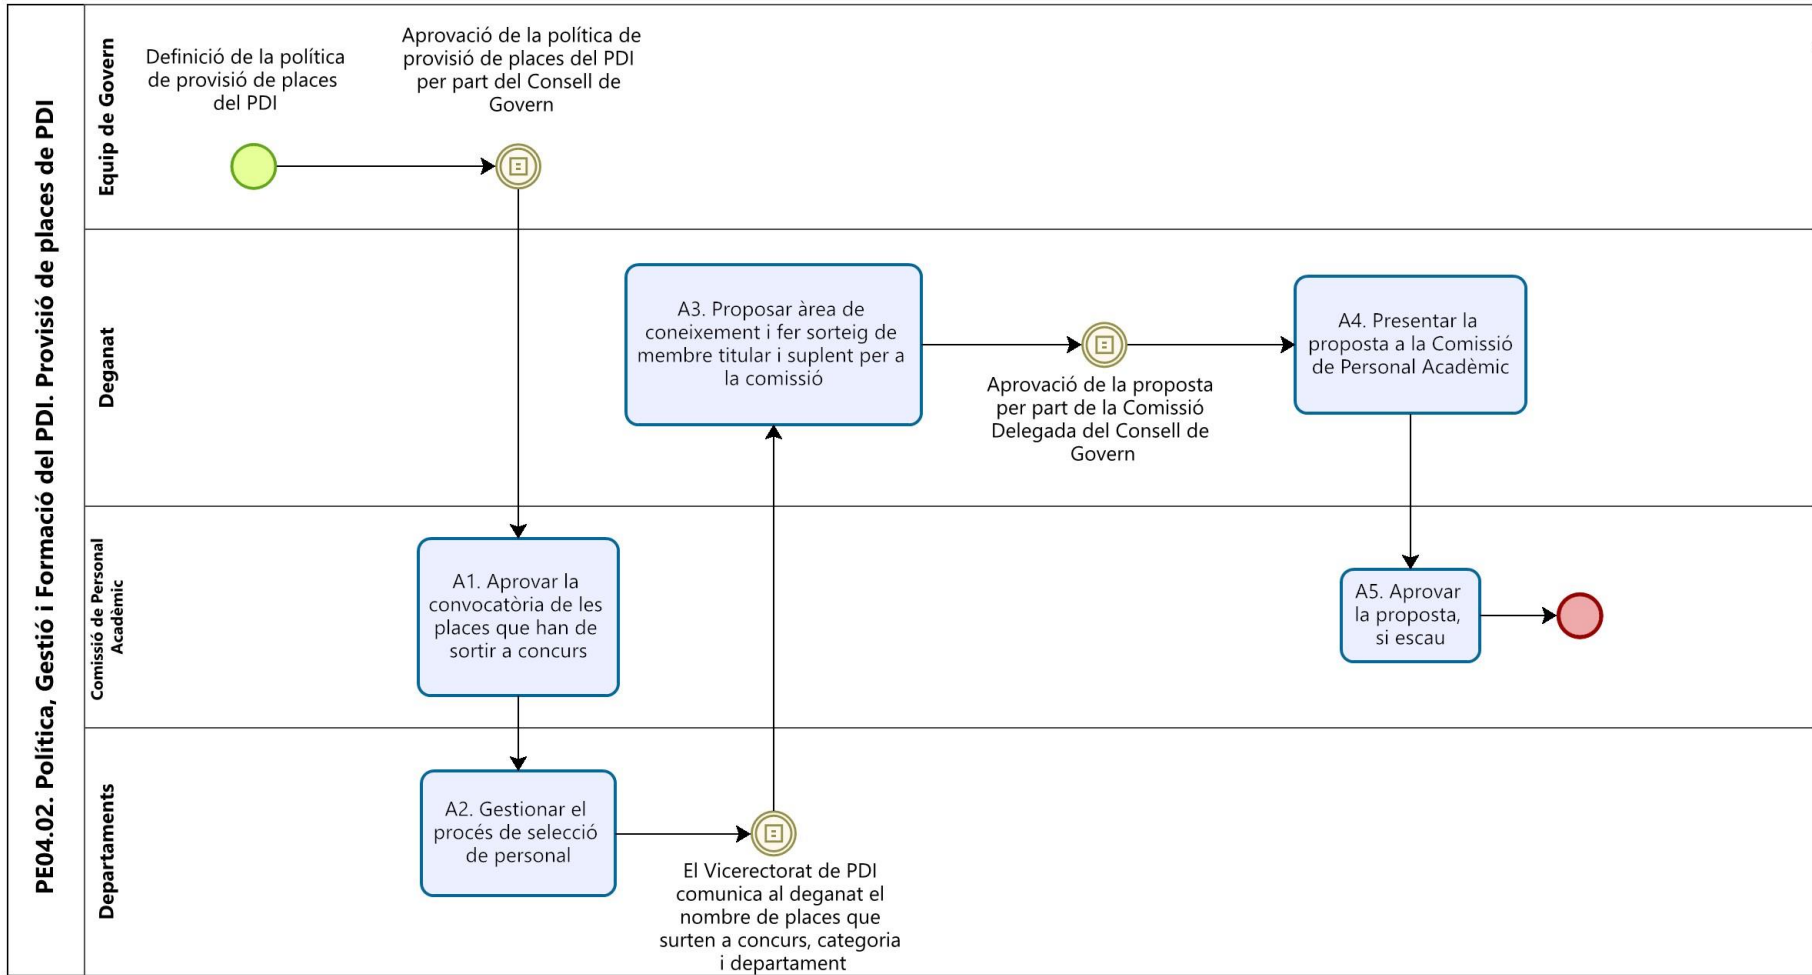 PE04.02. Política, Gestió i Formació del PDI. Provisió de places de PDI
Equip de Govern
Definició de la política
de provisió de places
del PDI
Aprovació de la política de
provisió de places del PDI
per part del Consell de
Govern
Deganat
A3. Proposar àrea de
coneixement i fer sorteig de
membre titular i suplent per a
la comissió
Aprovació de la proposta
per part de la Comissió
Delegada del Consell de
Govern
A4. Presentar la
proposta a la Comissió
de Personal Acadèmic
Comissió de Personal
Acadèmic
A1. Aprovar la
convocatòria de les
places que han de
sortir a concurs
A5. Aprovar
la proposta,
si escau
Departaments
A2. Gestionar el
procés de selecció
de personal
El Vicerectorat de PDI
comunica al deganat el
nombre de places que
surten a concurs, categoria
i departament